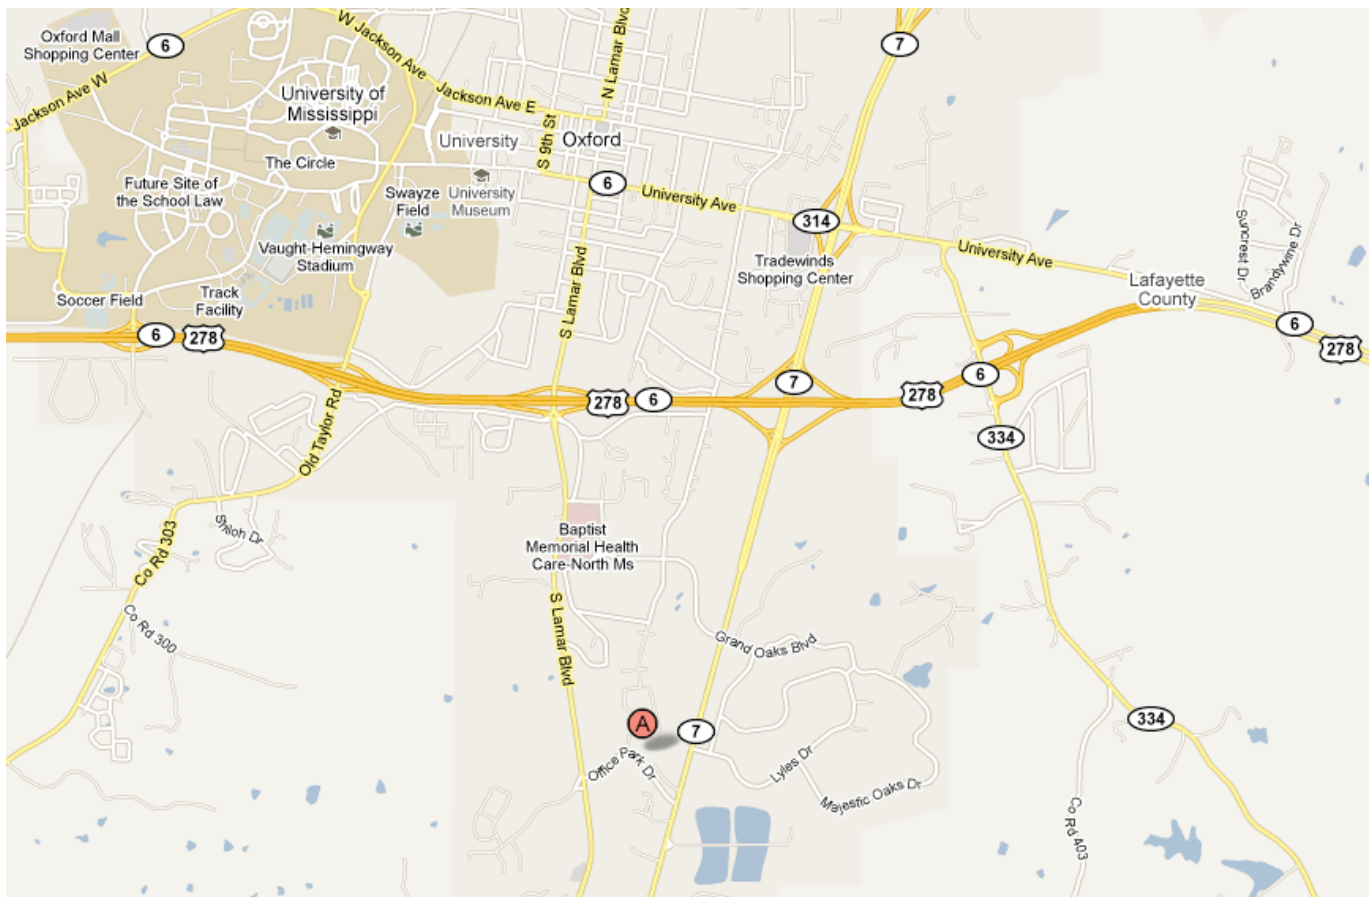 Oxford Mall
Shopping Center
6
W Jackson Ave
N Lamar Blvd
7
Jackson Ave W
University of
Mississippi
Jackson Ave E
S 9th St
University
Oxford
The Circle
Future Site of
the School Law
Swayze
Field
University
Museum
6
University Ave
314
Suncrest Dr
Brandywine Dr
Vaught-Hemingway
Stadium
S Lamar Blvd
Tradewinds
Shopping Center
University Ave
Lafayette
County
Soccer Field
Track
Facility
6
278
6
278
7
278
6
278
6
334
Old Taylor Rd
Shiloh Dr
Co Rd 303
Baptist
Memorial Health
Care-North Ms
Co Rd 300
S Lamar Blvd
Grand Oaks Blvd
A
7
334
Office Park Dr
Lyles Dr
Majestic Oaks Dr
Co Rd 403